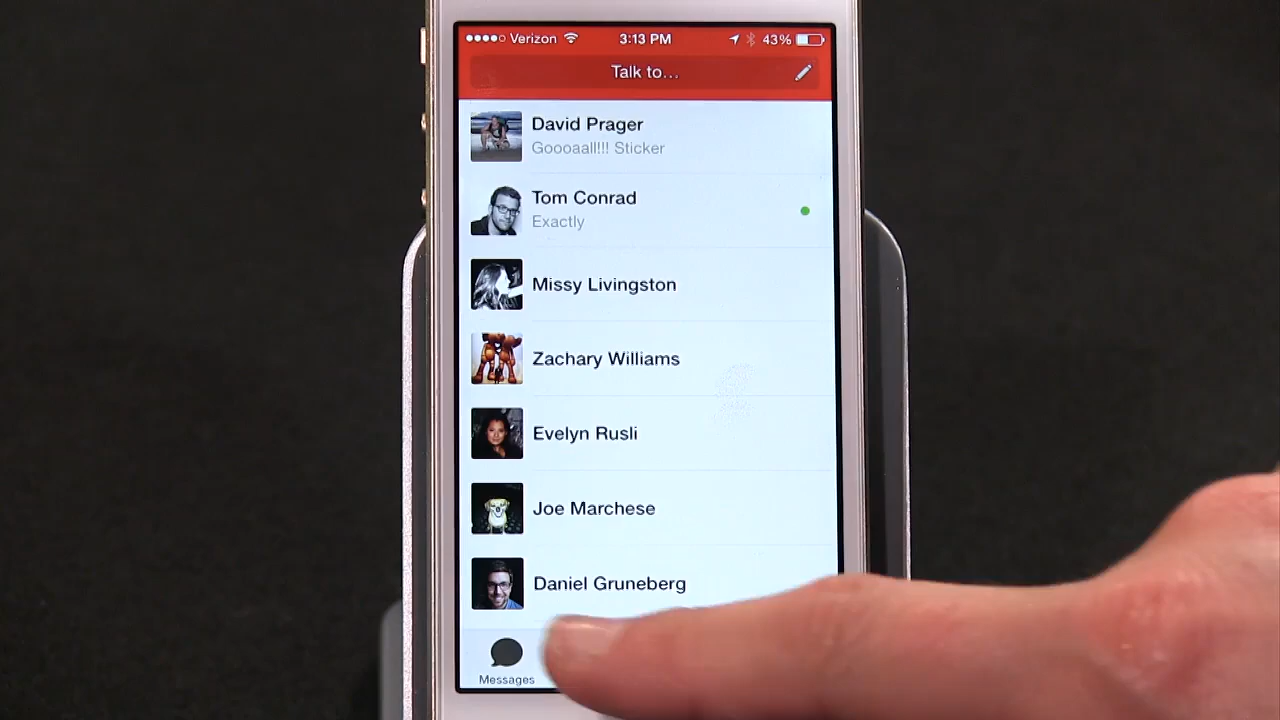 Verizon 3:13 PM 43%
Talk to...
David Prager
Goooaall!!! Sticker
Tom Conrad
Exactly
Missy Livingston
Zachary Williams
Evelyn Rusli
Joe Marchese
Daniel Gruneberg
Messages